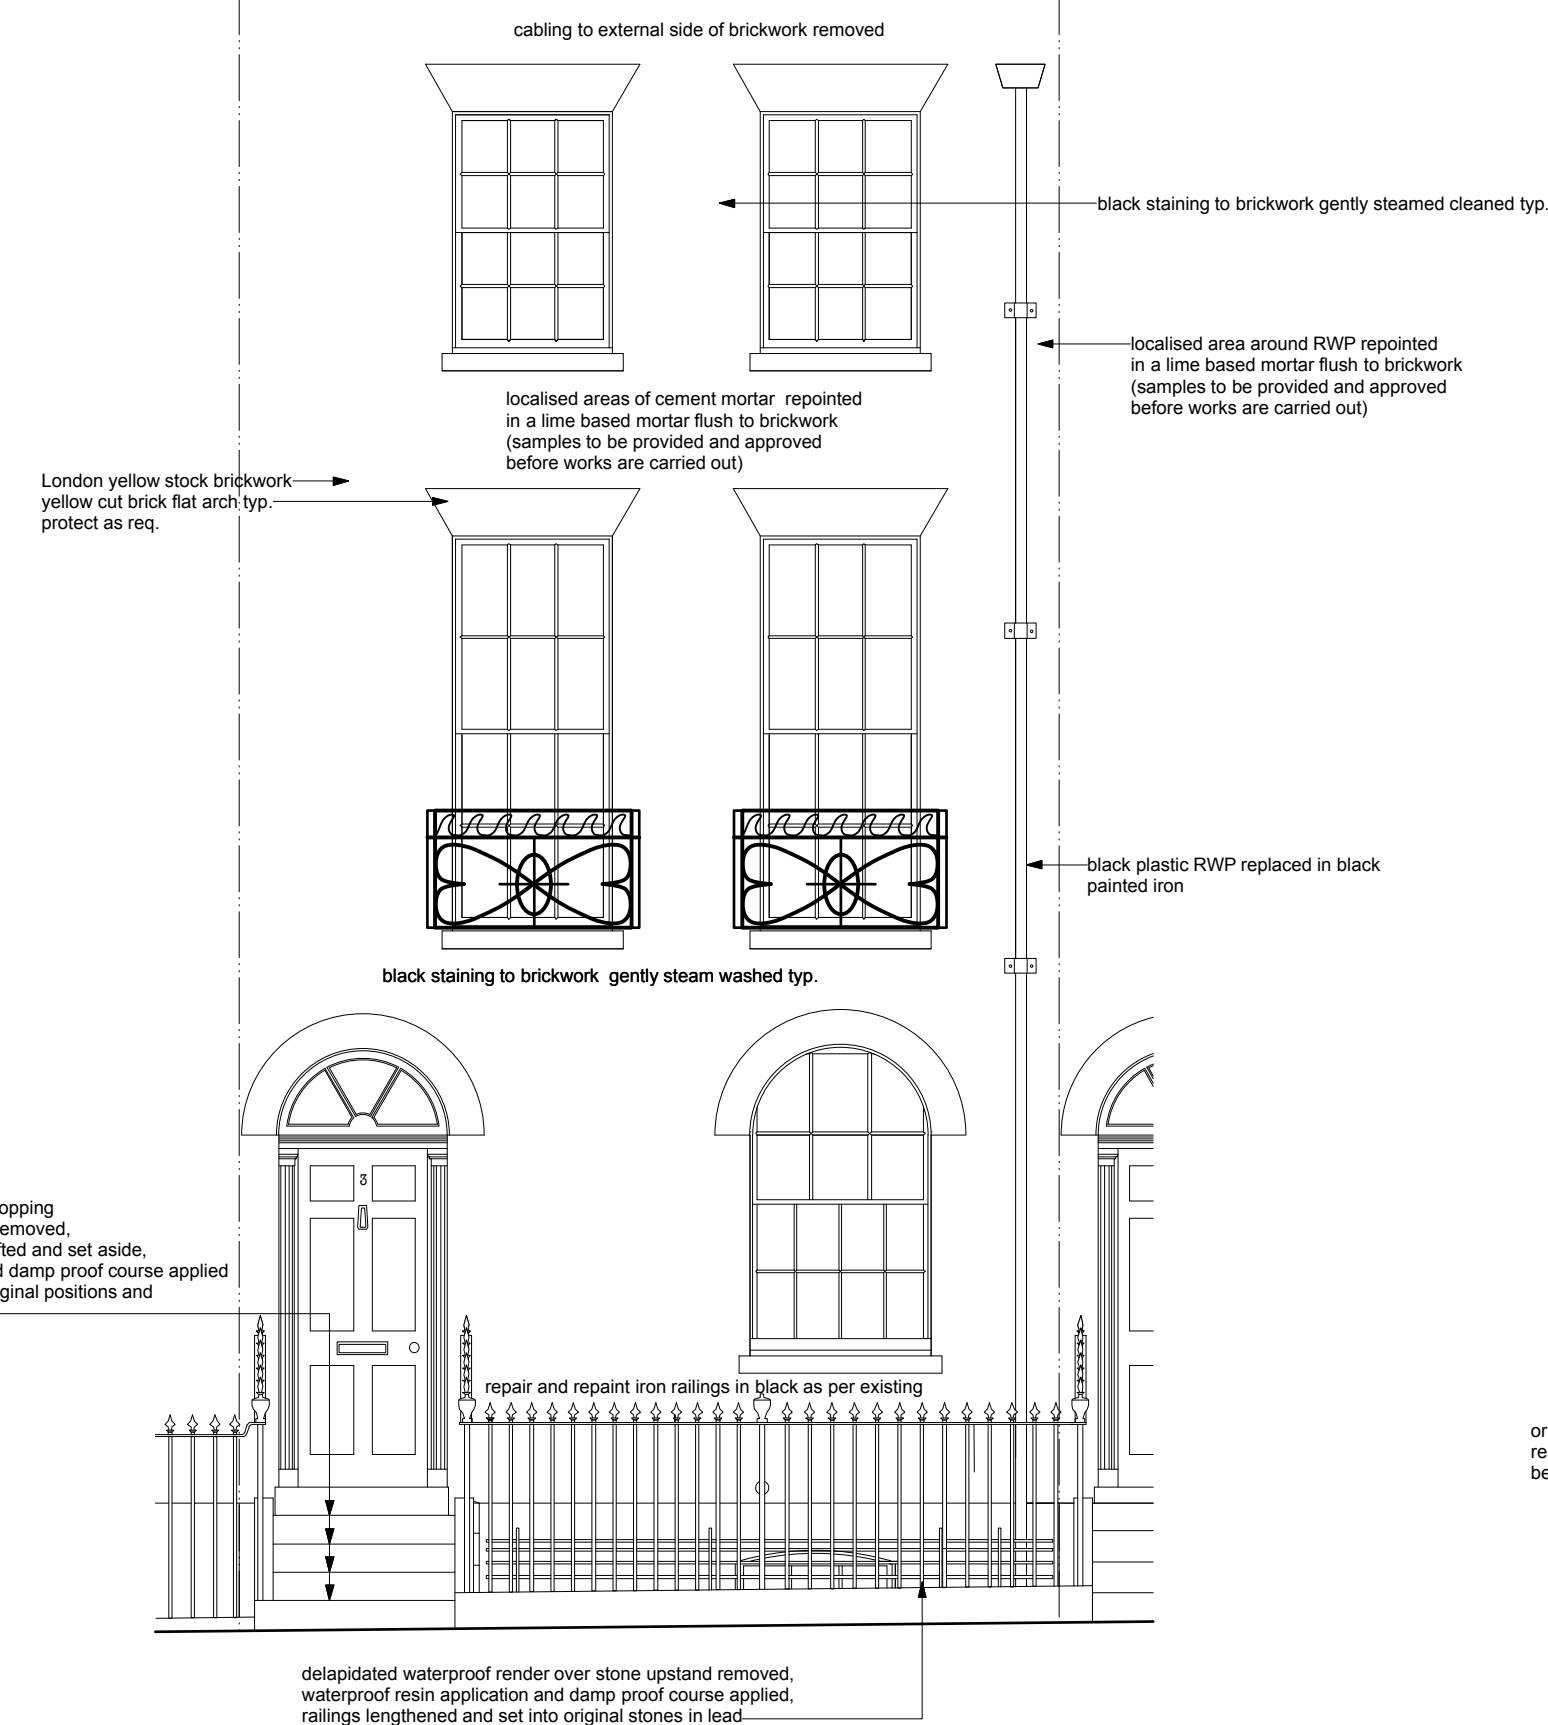 cabling to external side of brickwork removed
black staining to brickwork gently steamed cleaned typ.
localised area around RWP repointed
in a lime based mortar flush to brickwork
(samples to be provided and approved
before works are carried out)
localised areas of cement mortar repointed
in a lime based mortar flush to brickwork
(samples to be provided and approved
before works are carried out)
London yellow stock brickwork
yellow cut brick flat arch typ.
protect as req.
black plastic RWP replaced in black
painted iron
black staining to brickwork gently steam washed typ.
3
opping
emoved,
fted and set aside,
d damp proof course applied
ginal positions and
repair and repaint iron railings in black as per existing
or
re
be
delapidated waterproof render over stone upstand removed,
waterproof resin application and damp proof course applied,
railings lengthened and set into original stones in lead